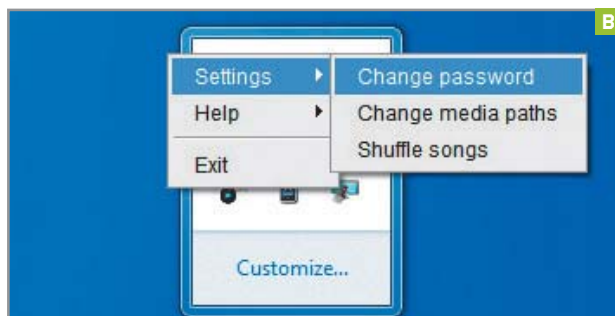 B
Settings
Help
Exit
Change password
Change media paths
Shuffle songs
Customize...